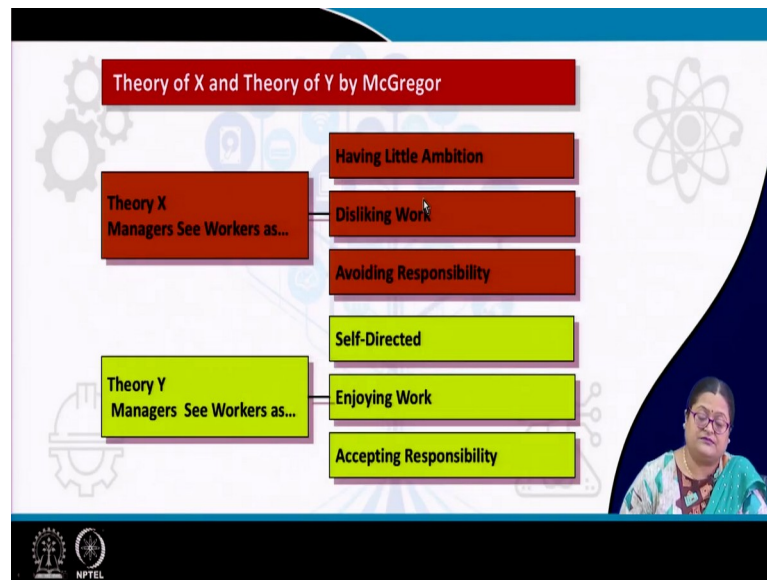 Theory of X and Theory of Y by McGregor
Having Little Ambition
Theory X
Managers See Workers as...
Disliking Work
Avoiding Responsibility
Self-Directed
Theory Y
Managers See Workers as...
Enjoying Work
Accepting Responsibility
NPTEL